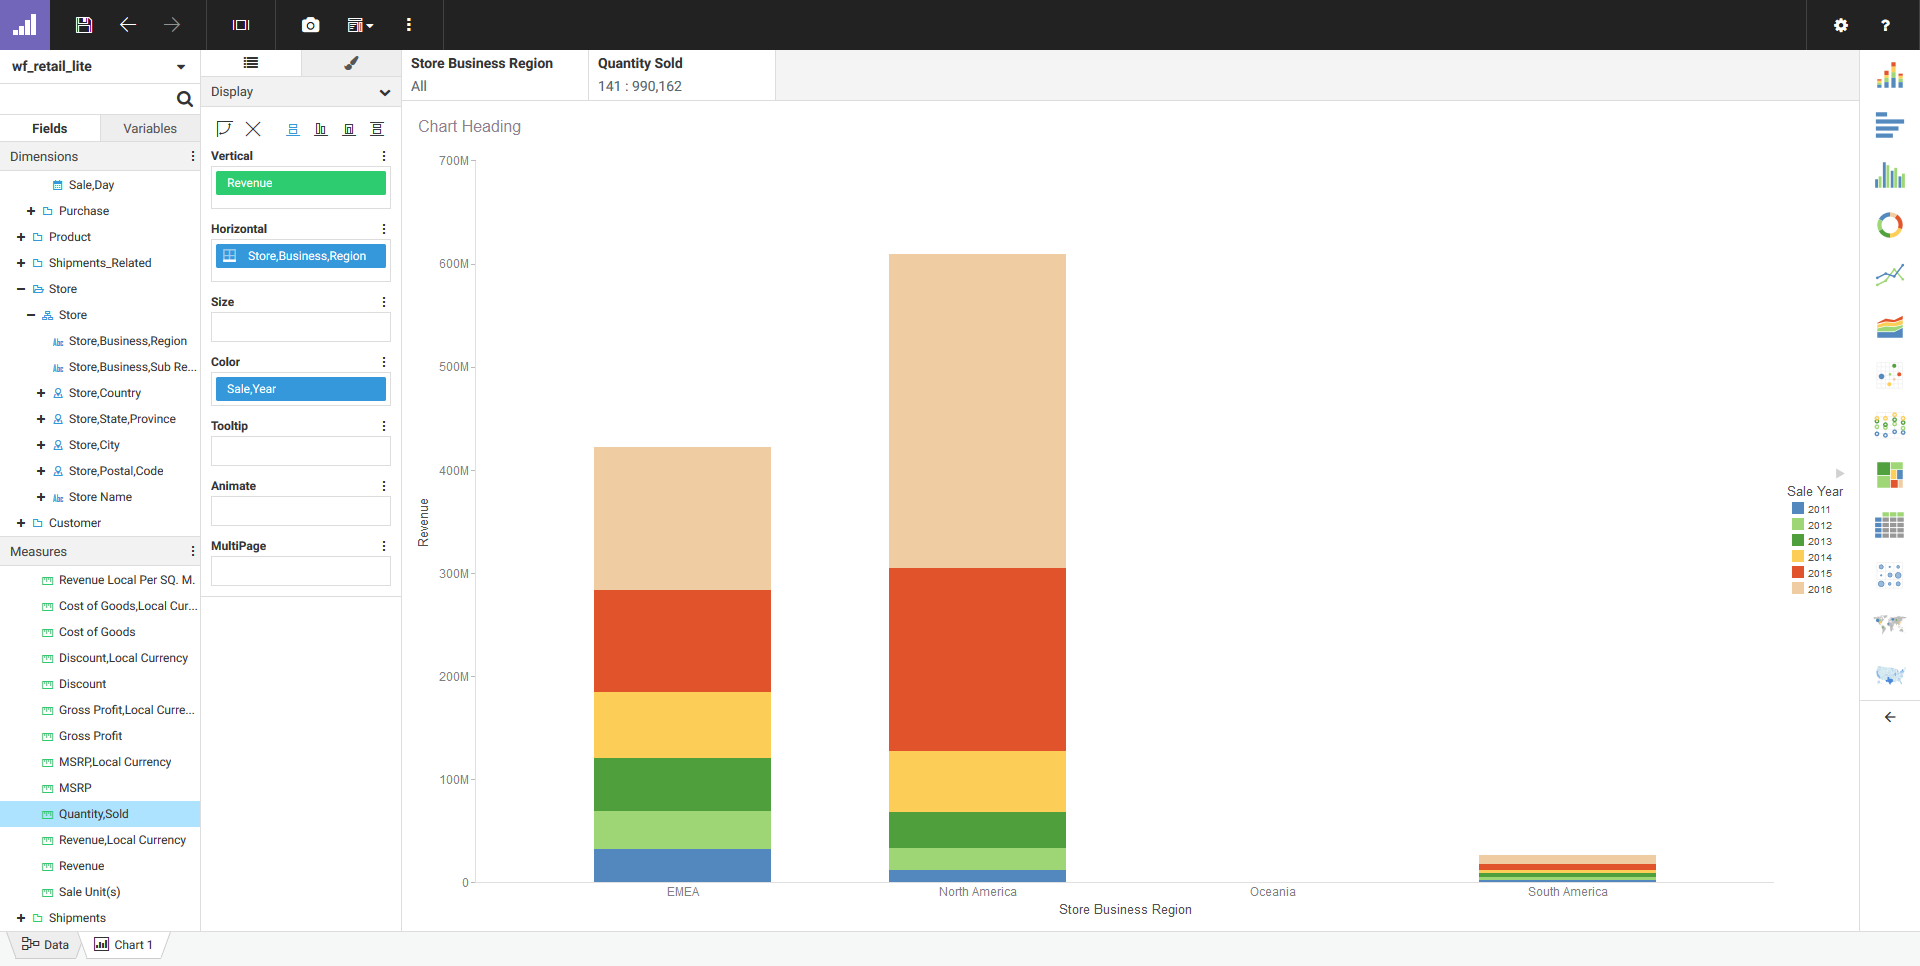 wf_retail_lite
Fields
Variables
Dimensions
Sale,Day
Purchase
Product
Shipments_Related
Store
Store
Store,Business,Region
Store,Business,Sub Re...
Store,Country
Store,State,Province
Store,City
Store,Postal,Code
Store Name
Customer
Measures
Revenue Local Per SQ. M.
Cost of Goods,Local Cur...
Cost of Goods
Discount,Local Currency
Discount
Gross Profit,Local Curre...
Gross Profit
MSRP,Local Currency
MSRP
Quantity,Sold
Revenue,Local Currency
Revenue
Sale Unit(s)
Shipments
Display
Vertical
Revenue
Horizontal
Store,Business,Region
Size
Color
Sale,Year
Tooltip
Animate
MultiPage
Store Business Region
All
Quantity Sold
141 : 990,162
Chart Heading
700M
600M
500M
400M
300M
200M
100M
0
Revenue
EMEA
North America
Oceania
South America
Store Business Region
Sale Year
2011
2012
2013
2014
2015
2016
Data
Chart 1